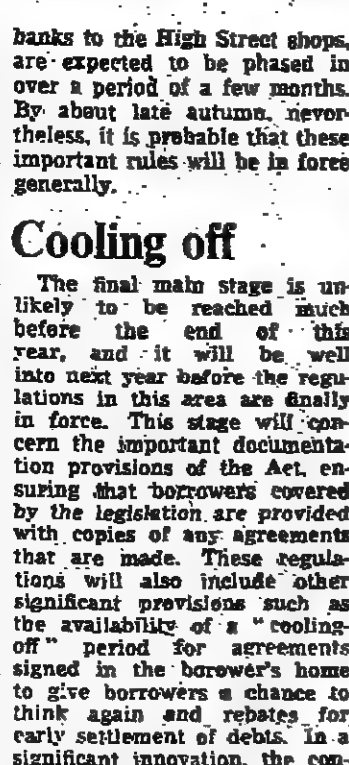 banks to the High Street shops,
are expected to be phased in
over a period of a few months.
By about late autumn, never-
theless, it is probable that these
important rules will be in force
generally.
Cooling off
The final main stage is un-
likely to be reached much
before the end of this
year, and it will be well
into next year before the regu-
lations in this area are finally
in force. This stage will con-
cern the important documenta-
tion provisions of the Act, en-
suring that borrowers covered
by the legislation are provided
with copies of any agreements
that are made. These regula-
tions will also include other
significant provisions such as
the availability of a "cooling-
off" period for agreements
signed in the borower's home
to give borrowers a chance to
think again and rebates for
early settlement of debts. In a
significant innovation, the con-